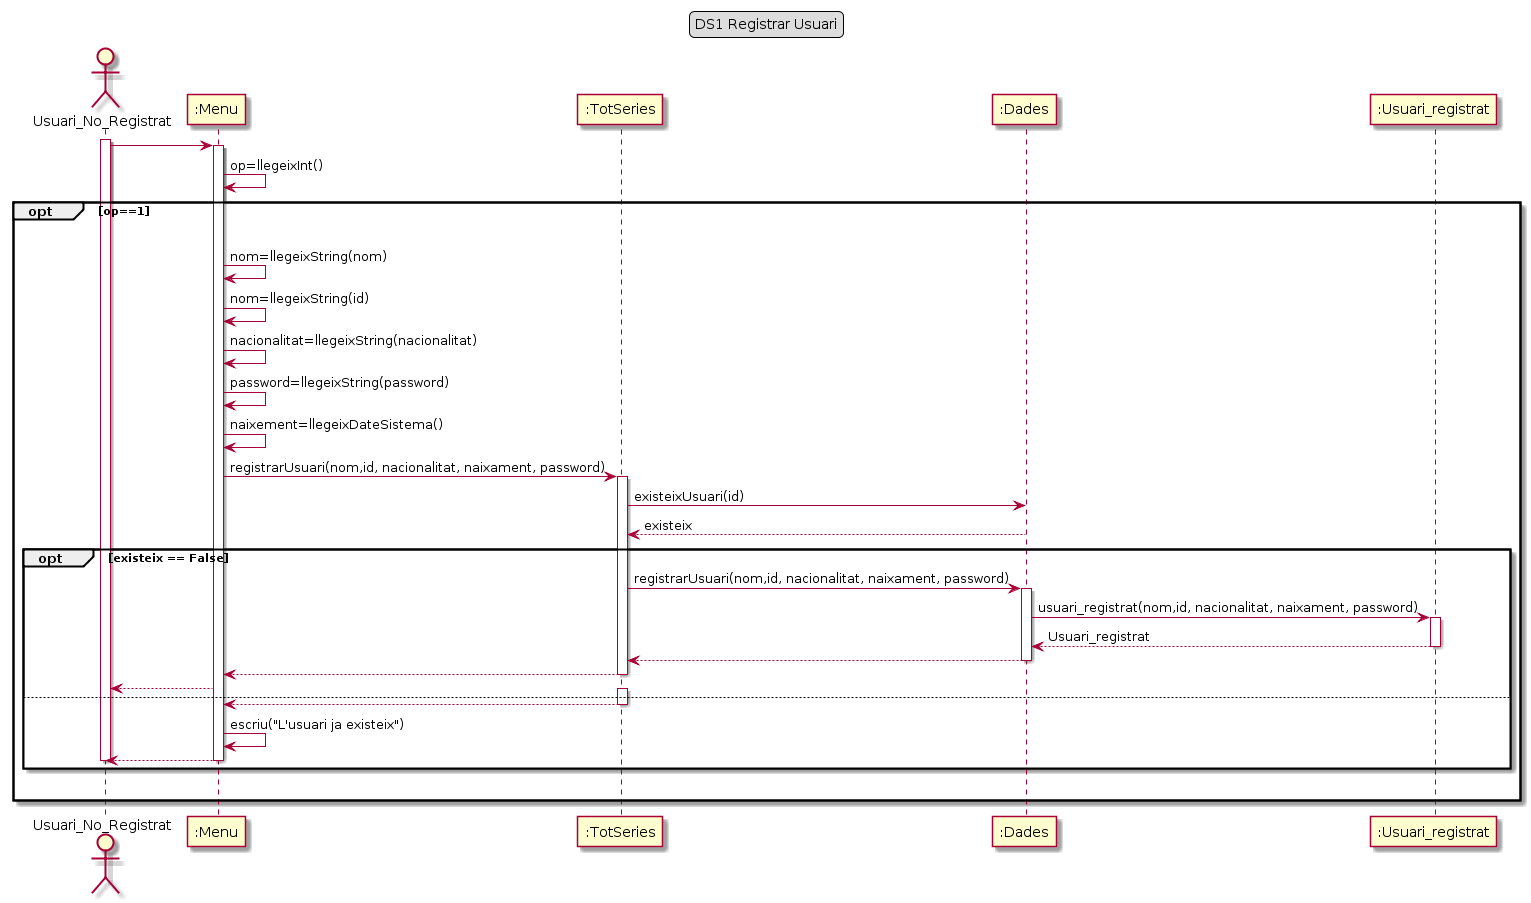 DS1 Registrar Usuari
Usuari_No_Registrat
:Menu
:TotSeries
:Dades
:Usuari_registrat
op=llegeixInt()
opt
[op==1]
nom=llegeixString(nom)
nom=llegeixString(id)
nacionalitat=llegeixString(nacionalitat)
password=llegeixString(password)
naixement=llegeixDateSistema()
registrarUsuari(nom,id, nacionalitat, naixament, password)
existeixUsuari(id)
existeix
opt
[existeix == False]
registrarUsuari(nom,id, nacionalitat, naixament, password)
usuari_registrat(nom,id, nacionalitat, naixament, password)
Usuari_registrat
escriu("L'usuari ja existeix")
Usuari_No_Registrat
:Menu
:TotSeries
:Dades
:Usuari_registrat